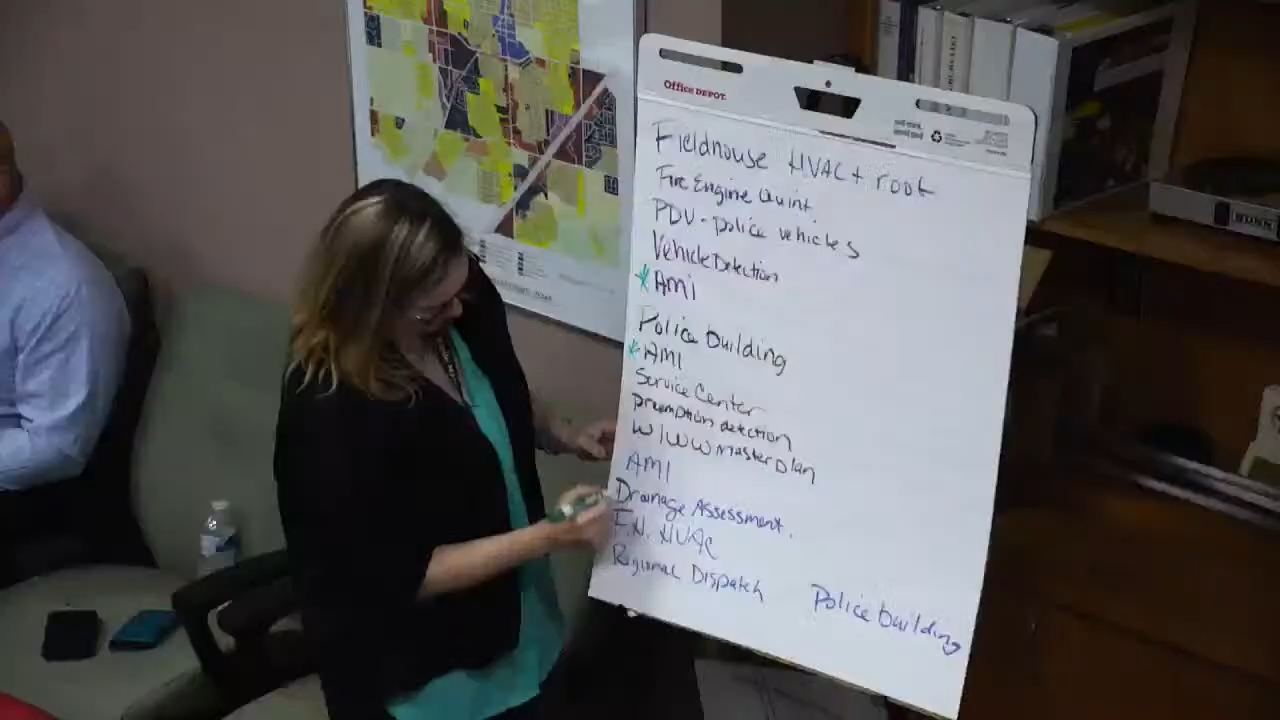 Office DEPOT
Fieldhouse HVAC + roof
Fire Engine Quint.
PDV - police vehicles
Vehicle Detection
* AMI
Police building
* AMI
Service Center
preemption detection
W/WW master plan
AMI
Drainage Assessment.
F.H. HVAC
Regional Dispatch
Police building